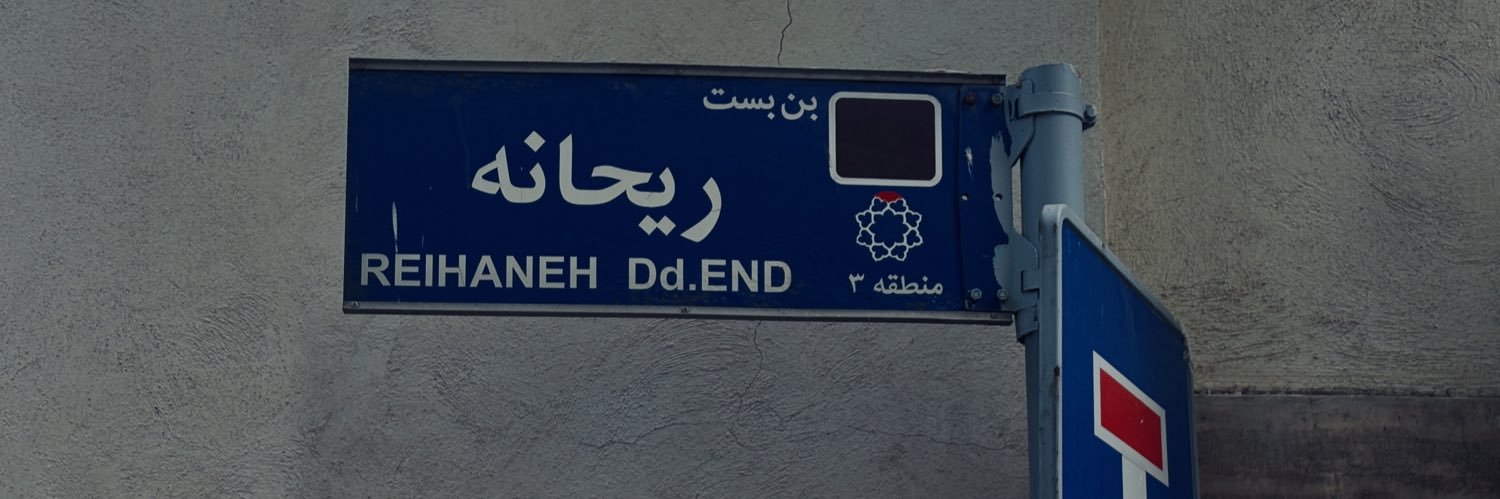 بن بست
ریحانه
REIHANEH Dd.END
منطقه ۳